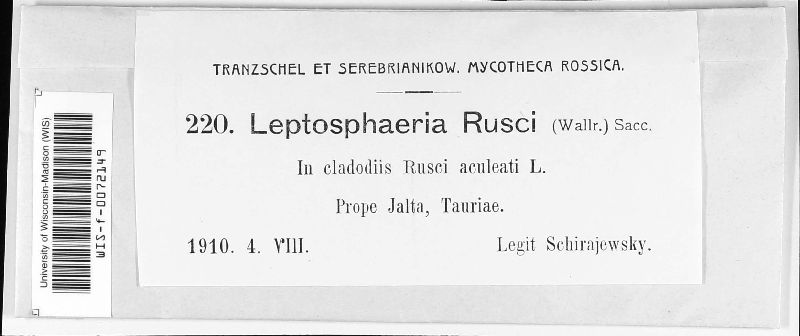 TRANZSCHEL ET SEREBRIANIKOW. MYCOTHECA ROSSICA.
220. Leptosphaeria Rusci (Wallr.) Sacc.
In cladodiis Rusci aculeati L.
Prope Jalta, Tauriae.
1910. 4. VIII. Legit Schirajewsky.
University of Wisconsin-Madison (WIS)
WIS-f-0072149